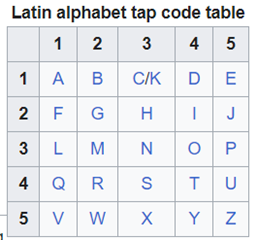 Latin alphabet tap code table
1 2 3 4 5
1 A B C/K D E
2 F G H I J
3 L M N O P
4 Q R S T U
5 V W X Y Z